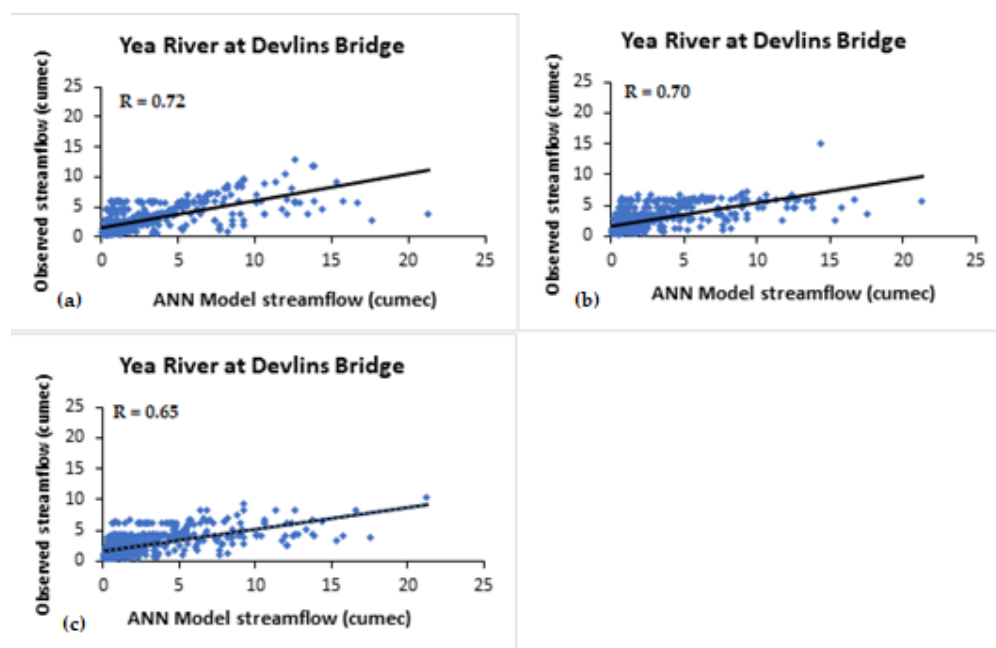 Yea River at Devlins Bridge
R = 0.72
Observed streamflow (cumec)
25
20
15
10
5
0
0 5 10 15 20 25
ANN Model streamflow (cumec)
(a)
Yea River at Devlins Bridge
R = 0.70
Observed streamflow (cumec)
25
20
15
10
5
0
0 5 10 15 20 25
ANN Model streamflow (cumec)
(b)
Yea River at Devlins Bridge
R = 0.65
Observed streamflow (cumec)
25
20
15
10
5
0
0 5 10 15 20 25
ANN Model streamflow (cumec)
(c)